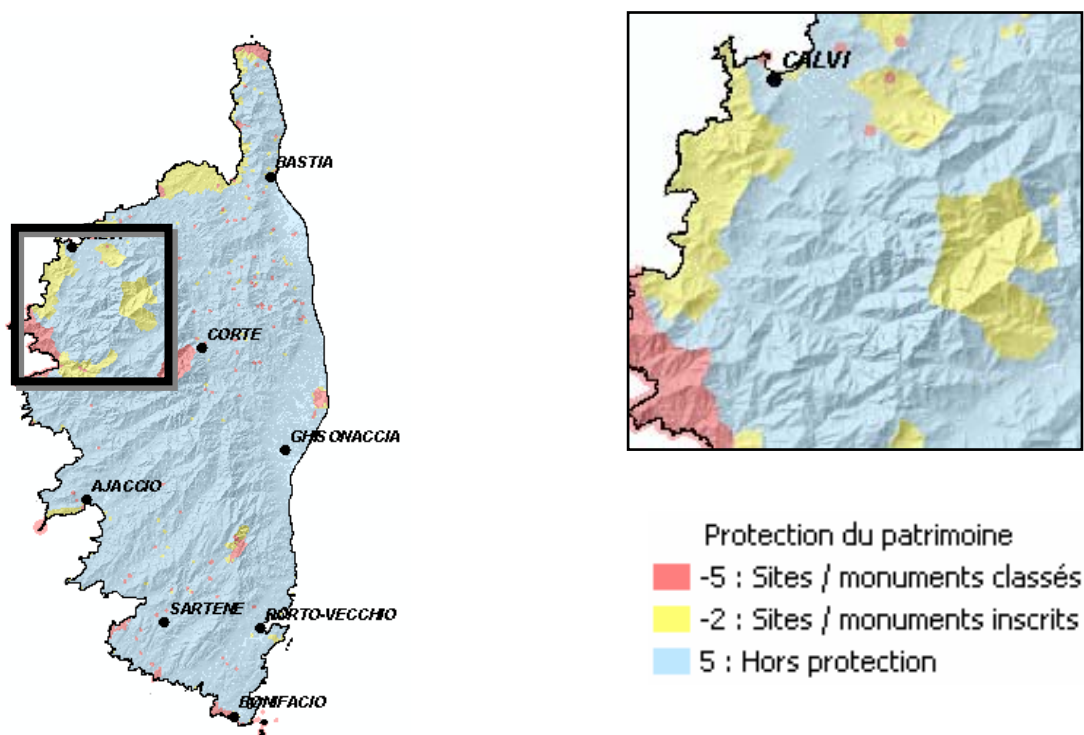 BASTIA
CORTE
GHISONACCIA
AJACCIO
SARTENE
PORTO-VECCHIO
BONIFACIO
CALVI
Protection du patrimoine
-5 : Sites / monuments classés
-2 : Sites / monuments inscrits
5 : Hors protection